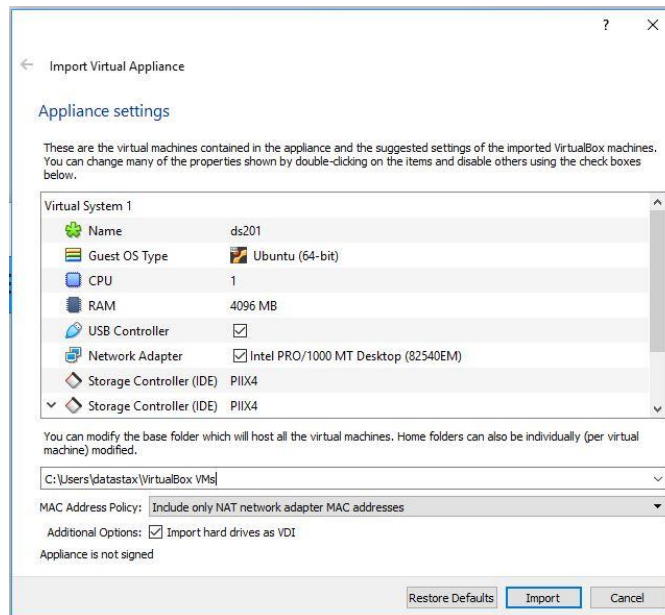 ?
Import Virtual Appliance
Appliance settings
These are the virtual machines contained in the appliance and the suggested settings of the imported VirtualBox machines.
You can change many of the properties shown by double-clicking on the items and disable others using the check boxes
below.
Virtual System 1
Name ds201
Guest OS Type Ubuntu (64-bit)
CPU 1
RAM 4096 MB
USB Controller
Network Adapter Intel PRO/1000 MT Desktop (82540EM)
Storage Controller (IDE) PIIX4
Storage Controller (IDE) PIIX4
You can modify the base folder which will host all the virtual machines. Home folders can also be individually (per virtual
machine) modified.
C:\Users\datastax\VirtualBox VMs
MAC Address Policy: Include only NAT network adapter MAC addresses
Additional Options: Import hard drives as VDI
Appliance is not signed
Restore Defaults Import Cancel